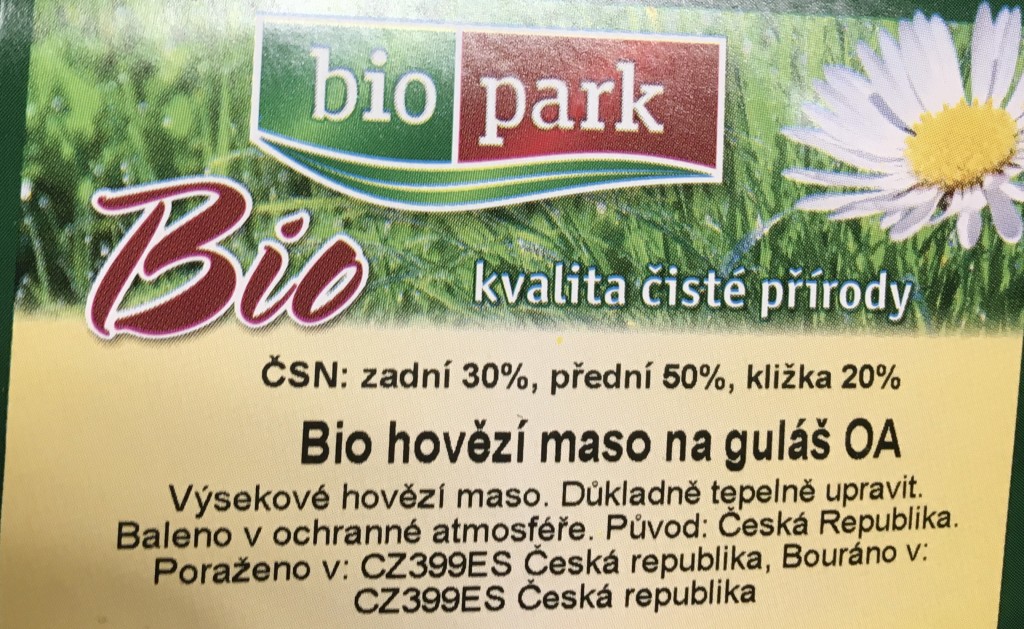 bio park
Bio
kvalita čisté přírody
ČSN: zadní 30%, přední 50%, kližka 20%
Bio hovězí maso na guláš OA
Výsekové hovězí maso. Důkladně tepelně upravit.
Baleno v ochranné atmosféře. Původ: Česká Republika.
Poraženo v: CZ399ES Česká republika, Bouráno v:
CZ399ES Česká republika